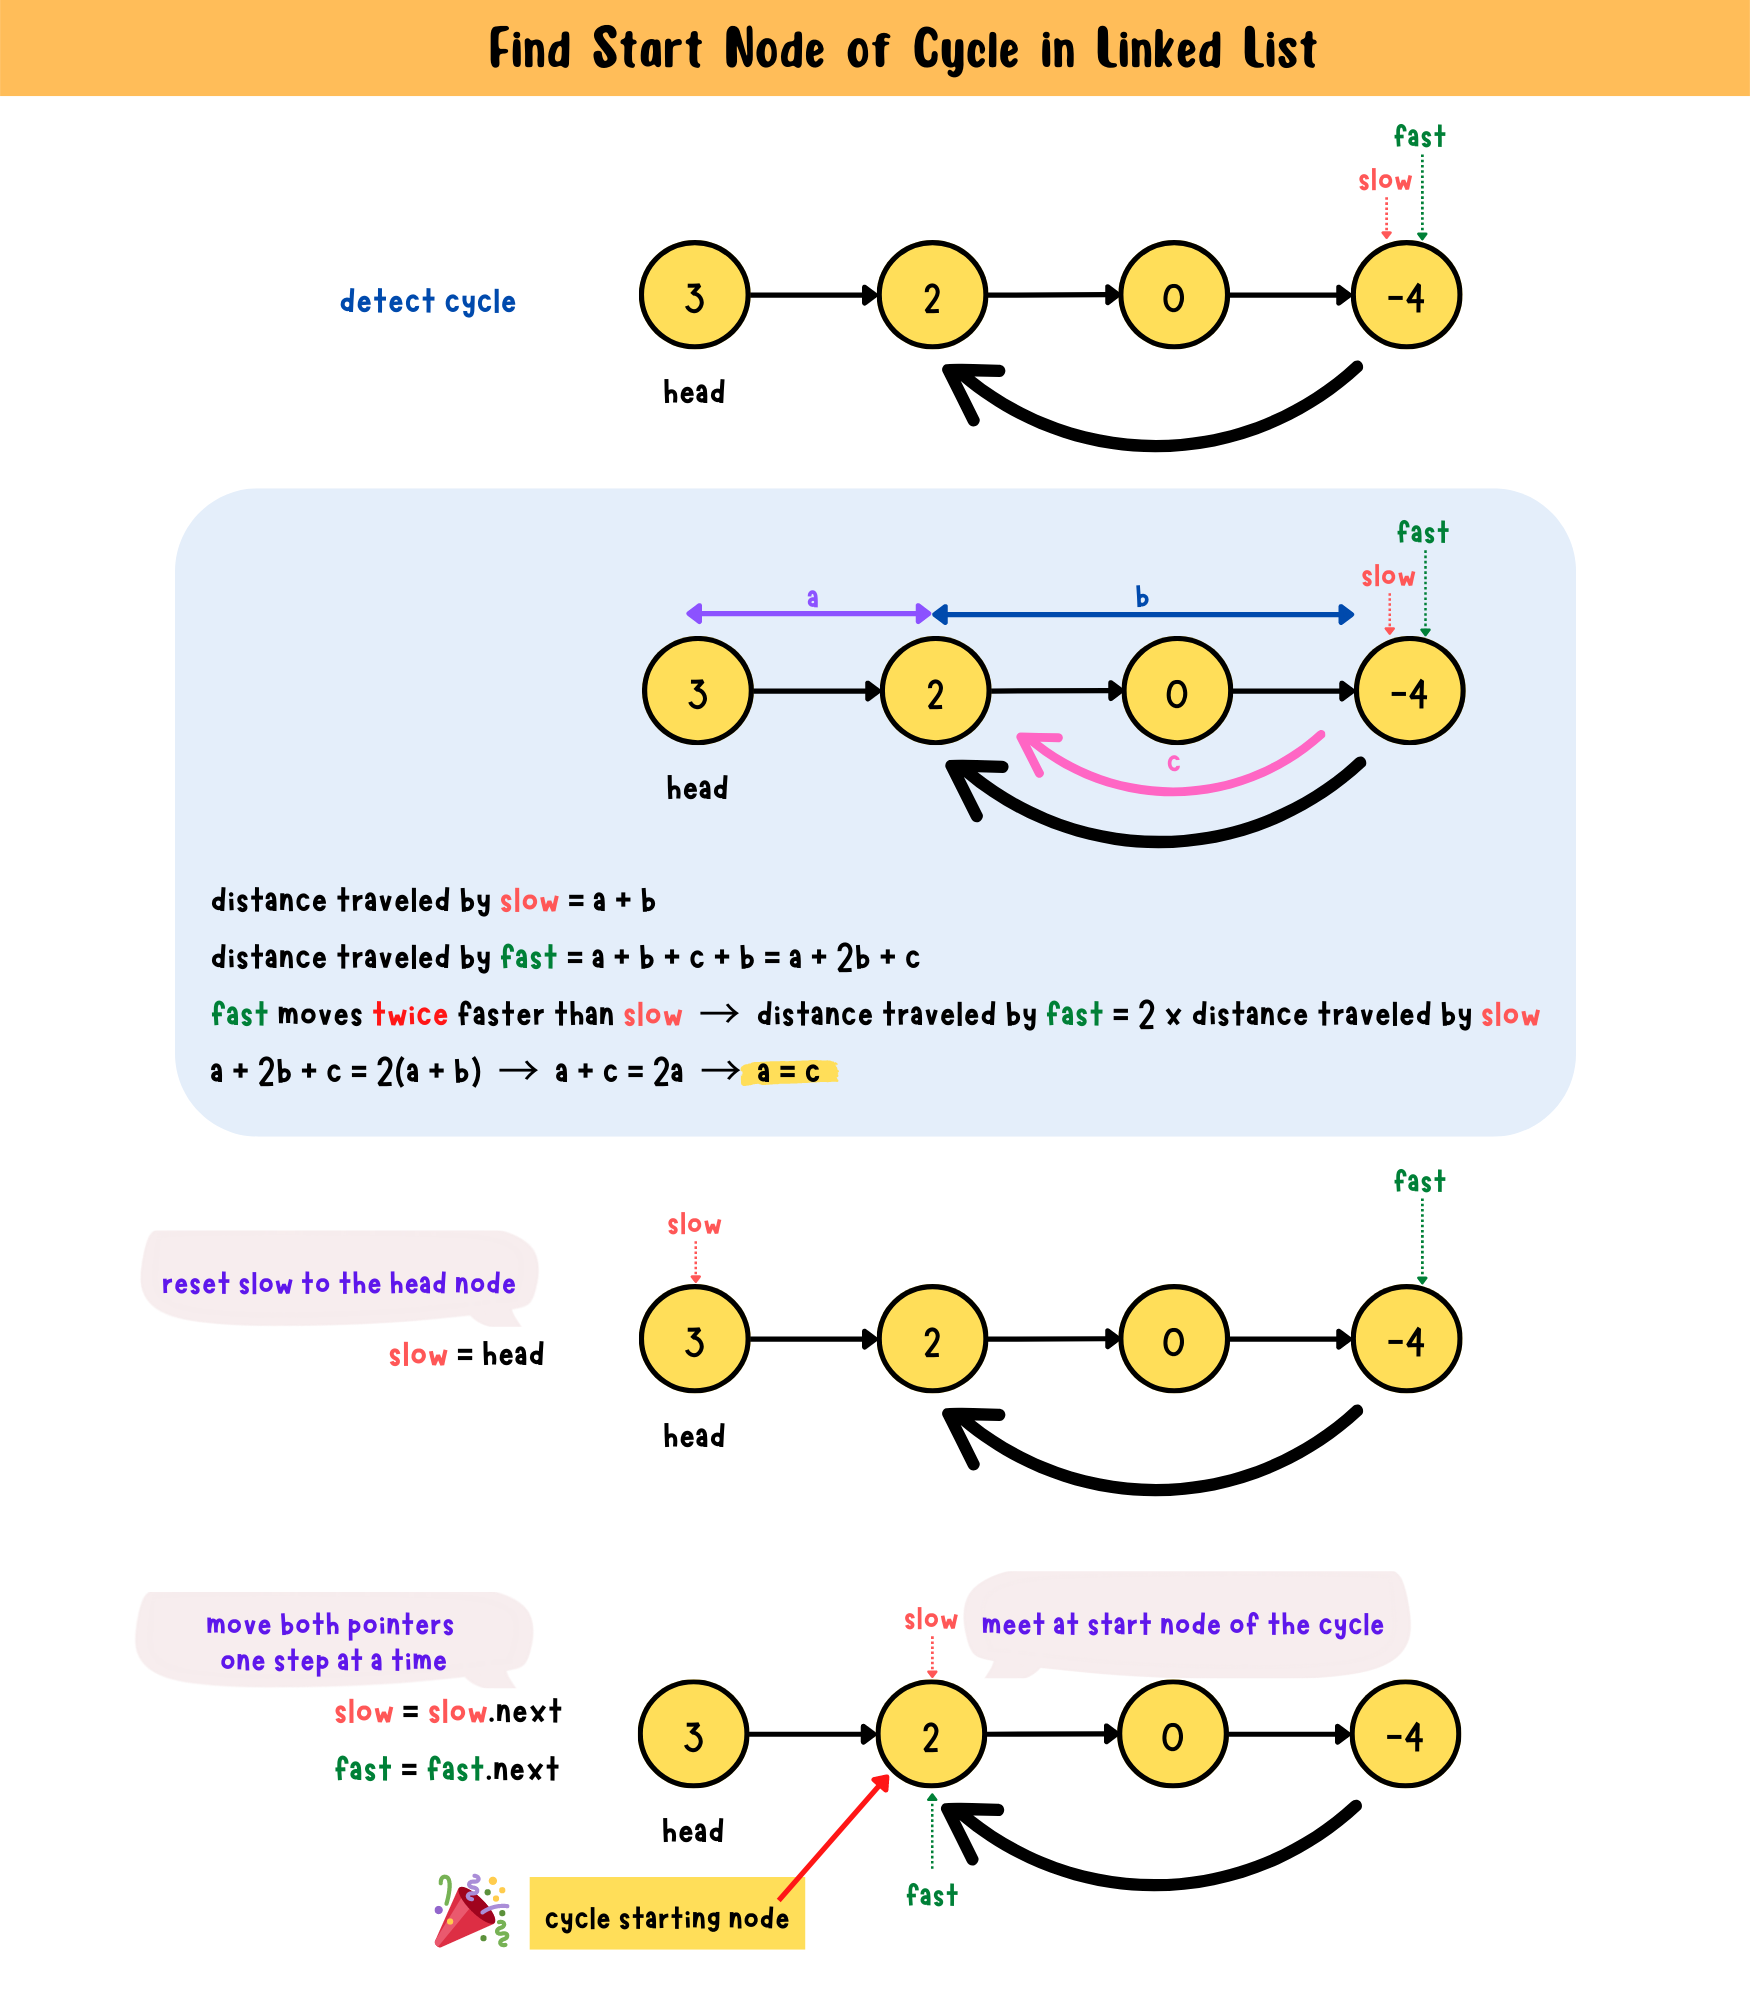 Find Start Node of Cycle in Linked List
fast
slow
detect cycle
3
2
0
-4
head
fast
slow
a
b
3
2
0
-4
c
head
distance traveled by slow = a + b
distance traveled by fast = a + b + c + b = a + 2b + c
fast moves twice faster than slow → distance traveled by fast = 2 x distance traveled by slow
a + 2b + c = 2(a + b) → a + c = 2a → a = c
fast
slow
reset slow to the head node
slow = head
3
2
0
-4
head
move both pointers
one step at a time
slow
meet at start node of the cycle
slow = slow.next
fast = fast.next
3
2
0
-4
head
fast
cycle starting node